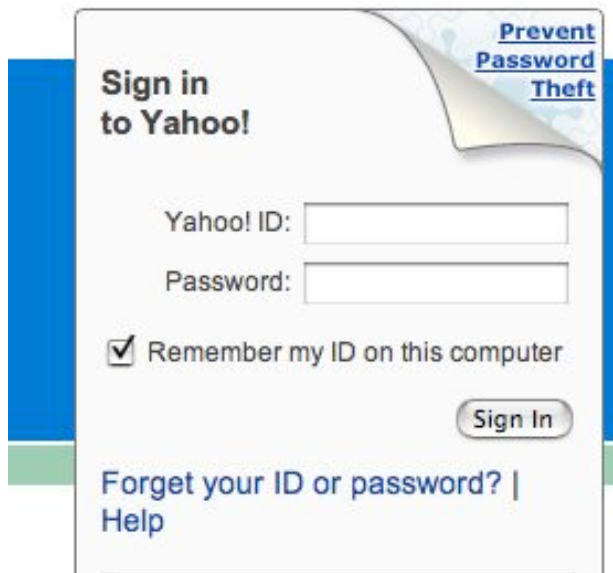 Prevent
Password
Theft
Sign in
to Yahoo!
Yahoo! ID:
Password:
Remember my ID on this computer
Sign In
Forget your ID or password? |
Help